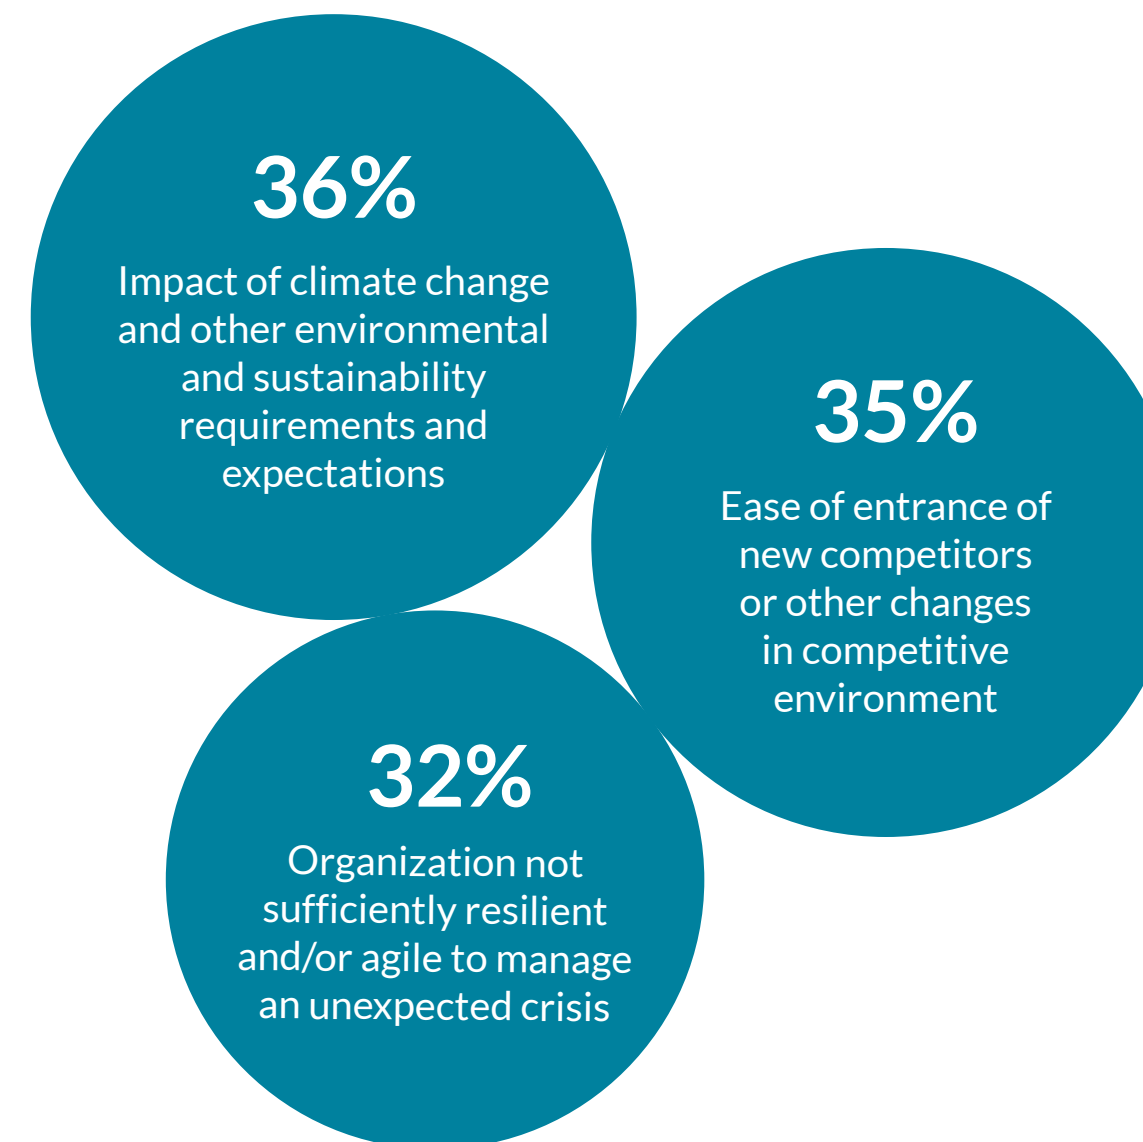 36%
Impact of climate change
and other environmental
and sustainability
requirements and
expectations
35%
Ease of entrance of
new competitors
or other changes
in competitive
environment
32%
Organization not
sufficiently resilient
and/or agile to manage
an unexpected crisis